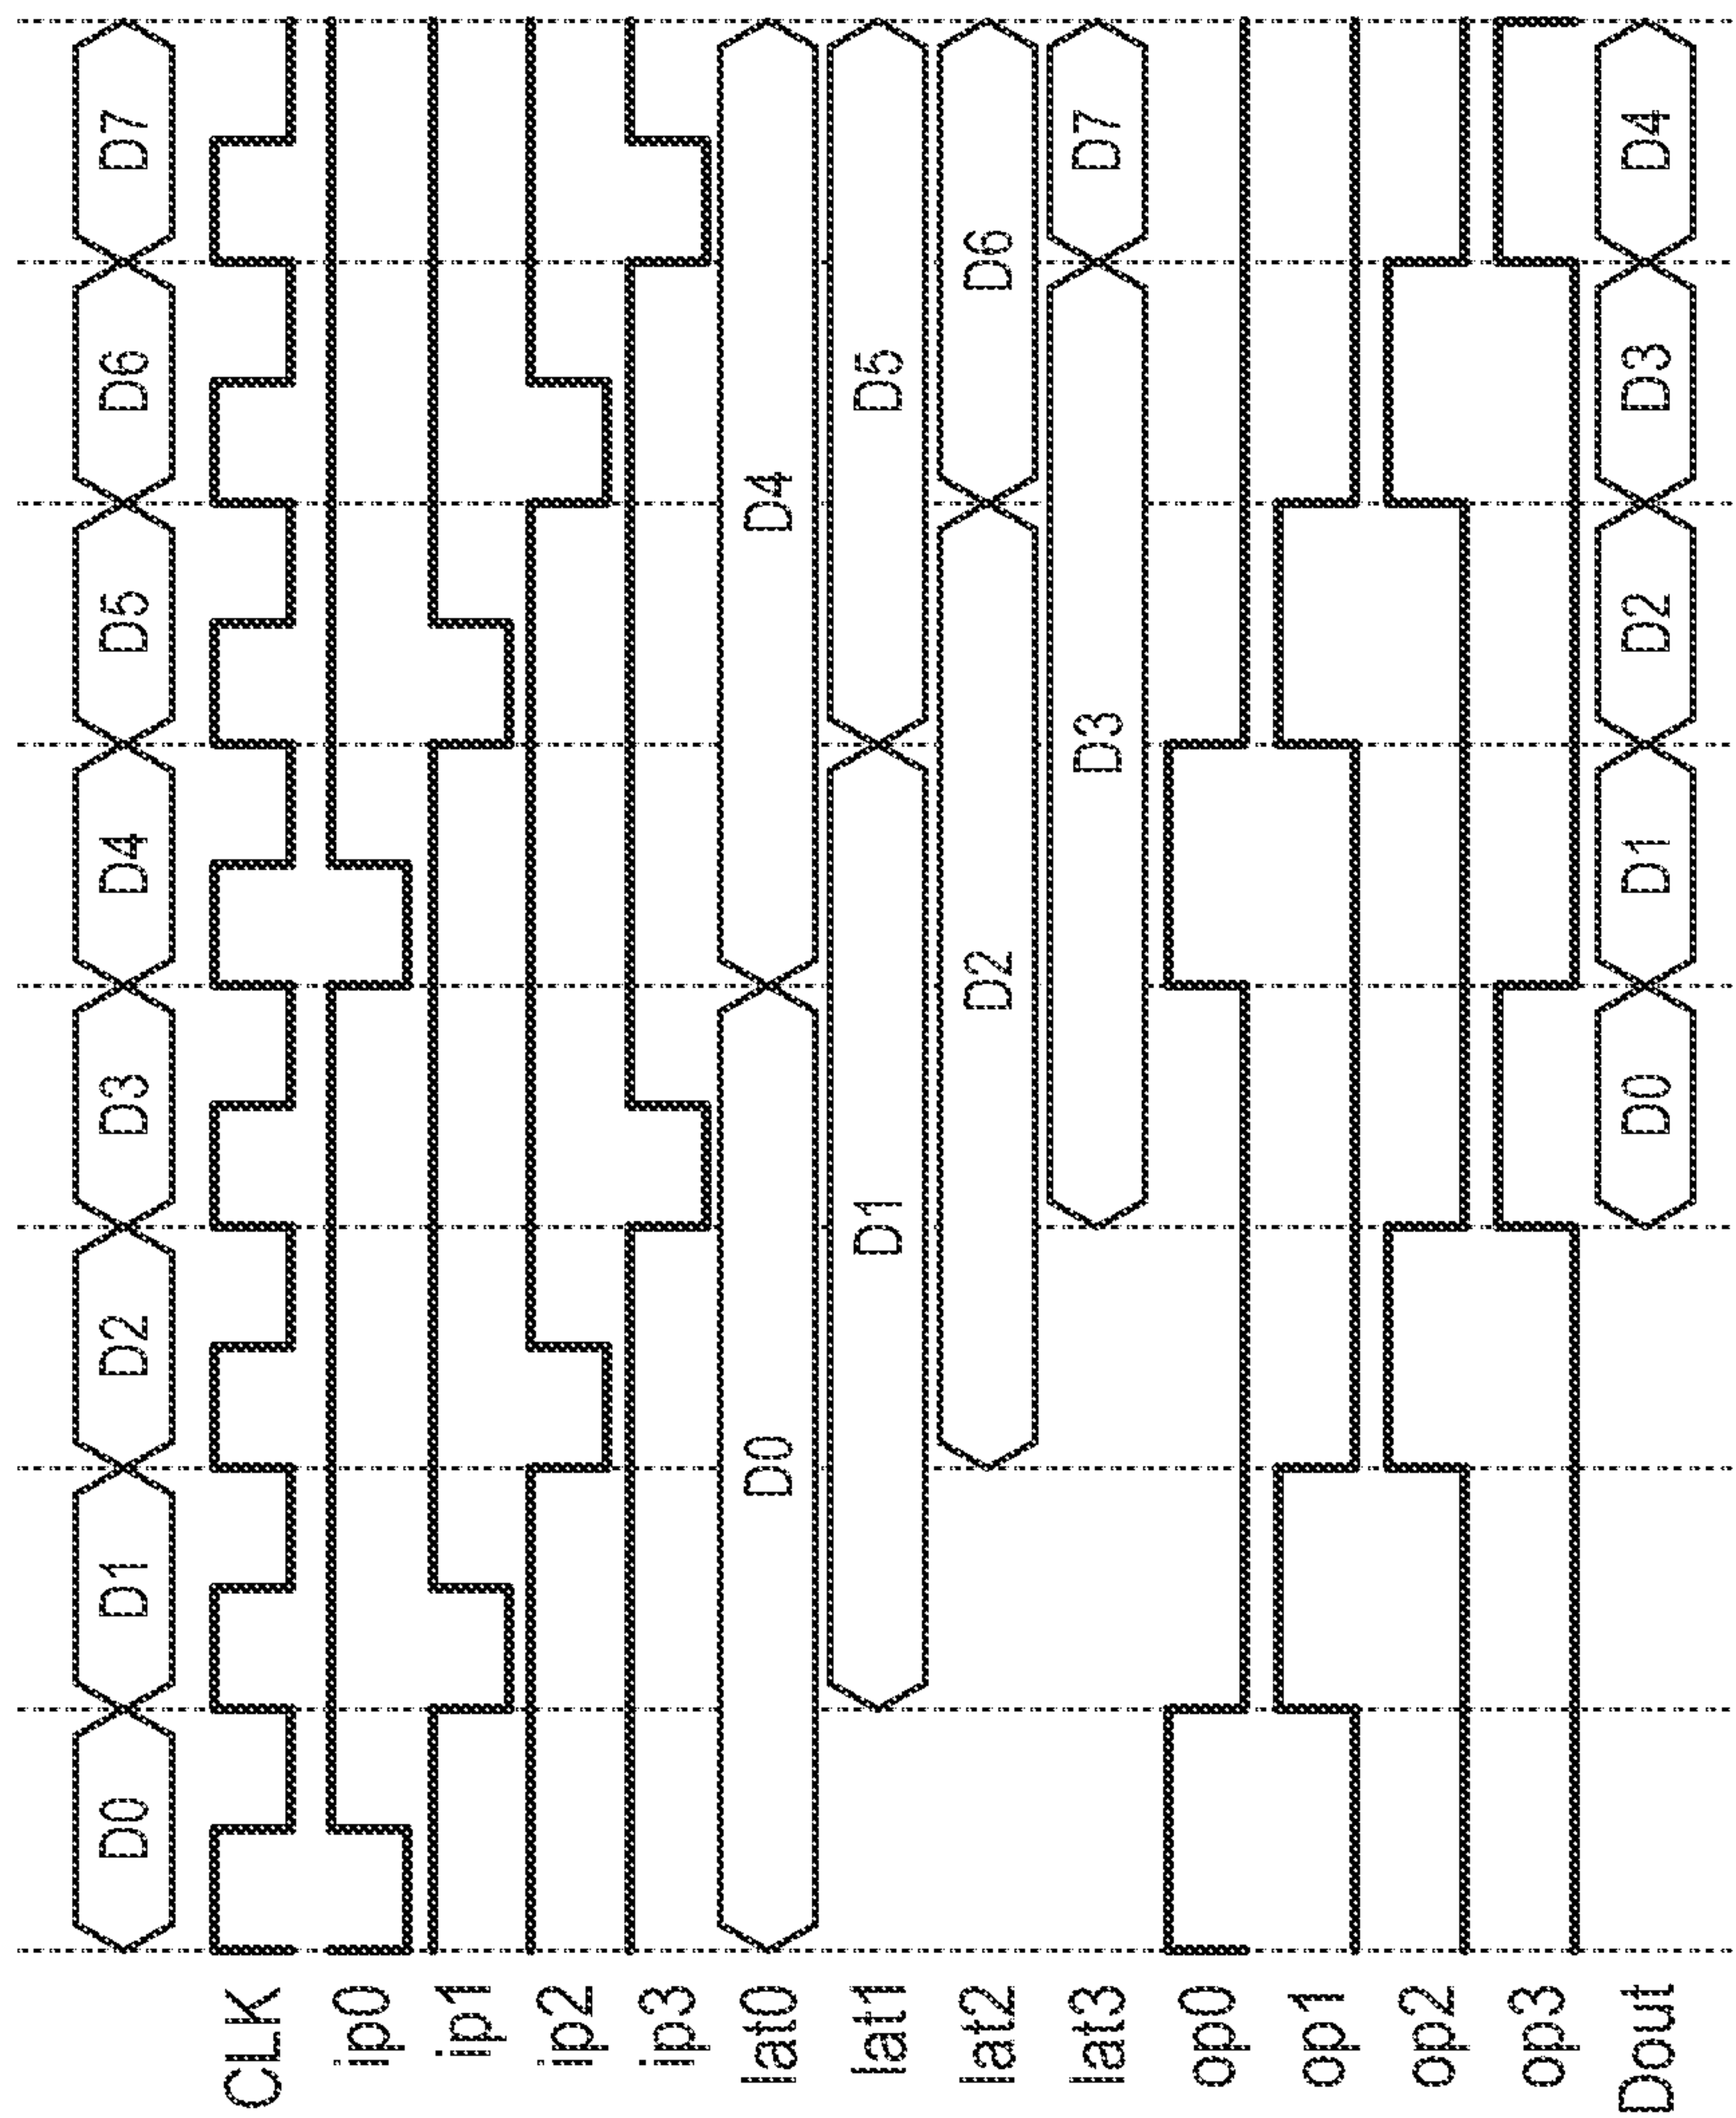 D0 D1 D2 D3 D4 D5 D6 D7
CLK
ip0
ip1
ip2
ip3
lat0 D0 D4
lat1 D1 D5
lat2 D2 D6
lat3 D3 D7
op0
op1
op2
op3
Dout D0 D1 D2 D3 D4